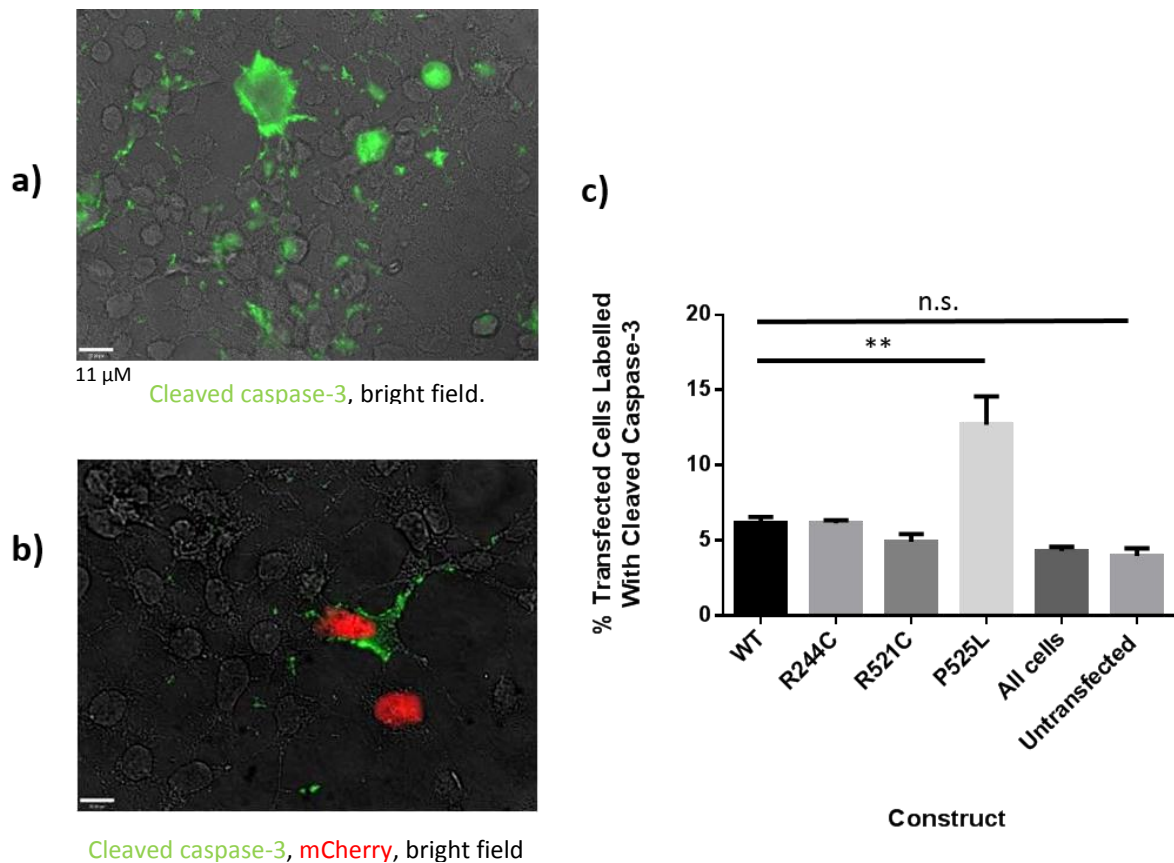 a)
11 µM
Cleaved caspase-3, bright field.
b)
Cleaved caspase-3, mCherry, bright field
c)
n.s.
**
20
15
10
5
0
% Transfected Cells Labelled
With Cleaved Caspase-3
WT
R244C
R521C
P525L
All cells
Untransfected
Construct